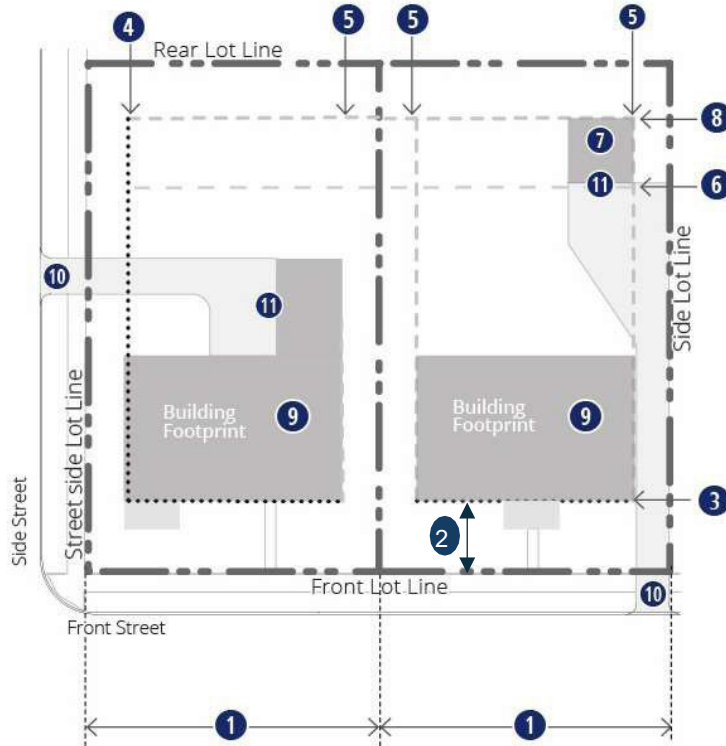 4
5
5
5
Rear Lot Line
8
7
11
6
10
11
Side Lot Line
Street side Lot Line
Building
Footprint
9
Building
Footprint
9
Side Street
3
2
Front Lot Line
10
Front Street
1
1